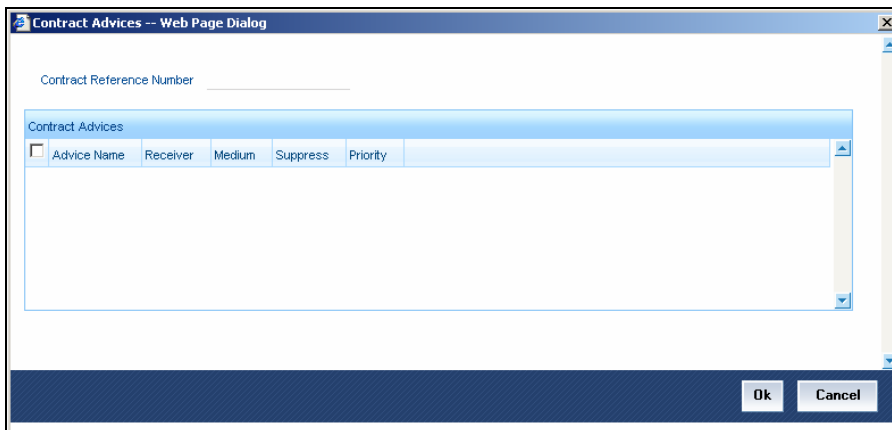 Contract Advices -- Web Page Dialog
Contract Reference Number
Contract Advices
Advice Name Receiver Medium Suppress Priority
Ok Cancel